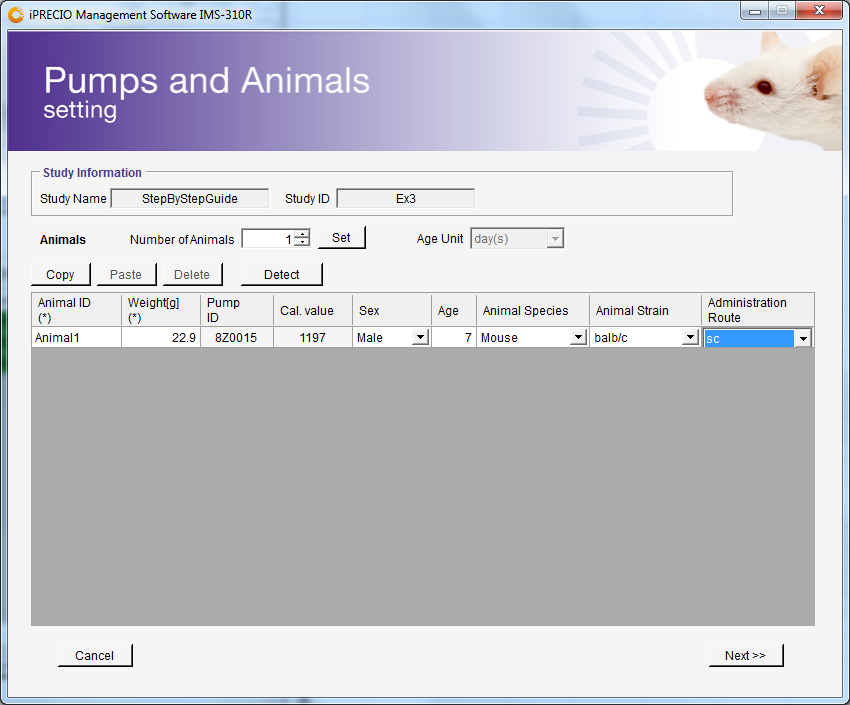 iPRECIO Management Software IMS-310R
Pumps and Animals
setting
Study Information
Study Name StepByStepGuide Study ID Ex3
Animals Number of Animals 1 Set Age Unit day(s)
Copy Paste Delete Detect
Animal ID (*) Weight[g] (*) Pump ID Cal. value Sex Age Animal Species Animal Strain Administration Route
Animal1 22.9 8Z0015 1197 Male 7 Mouse balb/c sc
Cancel Next >>